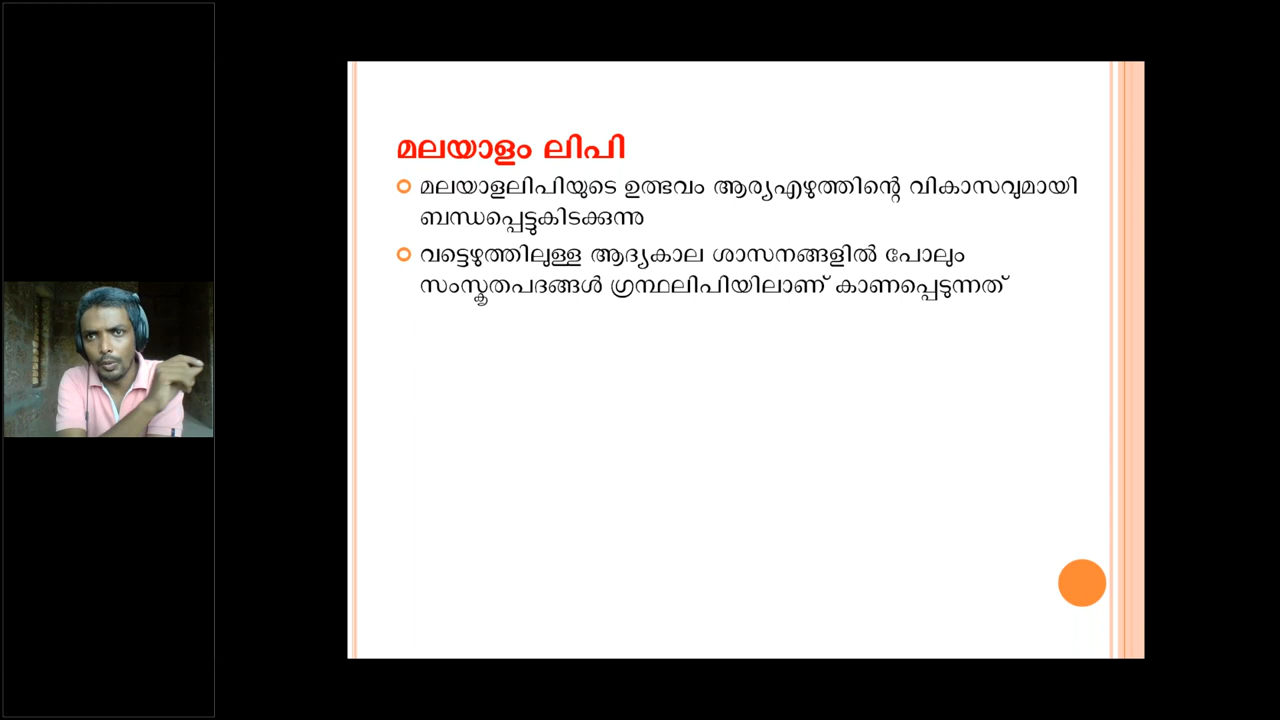 മലയാളം ലിപി
മലയാളലിപിയുടെ ഉത്ഭവം ആര്യഎഴുത്തിന്റെ വികാസവുമായി
ബന്ധപ്പെട്ടുകിടക്കുന്നു
വട്ടെഴുത്തിലുള്ള ആദ്യകാല ശാസനങ്ങളിൽ പോലും
സംസ്കൃതപദങ്ങൾ ഗ്രന്ഥലിപിയിലാണ് കാണപ്പെടുന്നത്